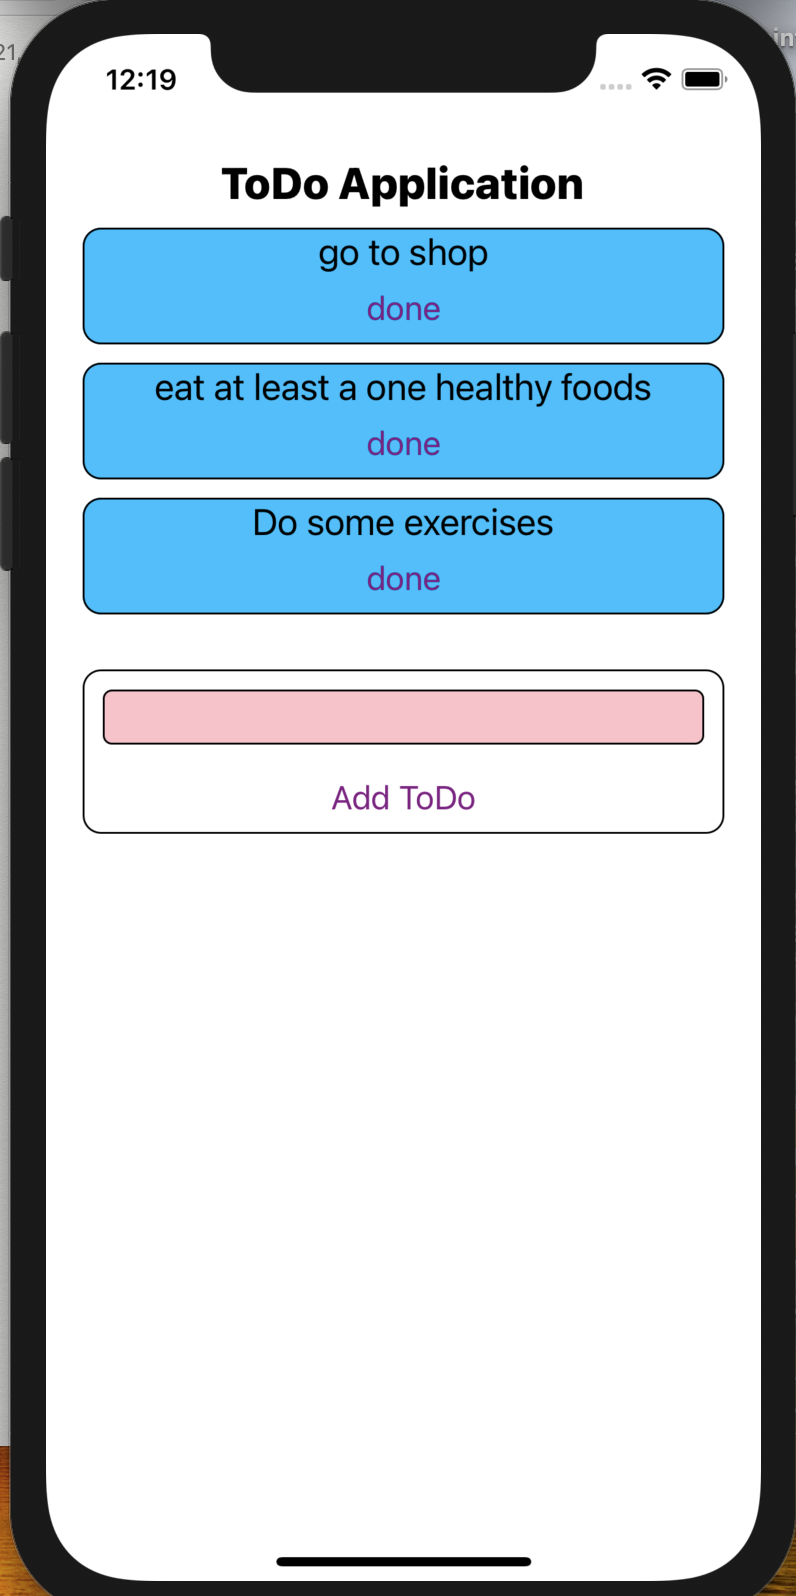 21,
12:19
ToDo Application
go to shop
done
eat at least a one healthy foods
done
Do some exercises
done
Add ToDo